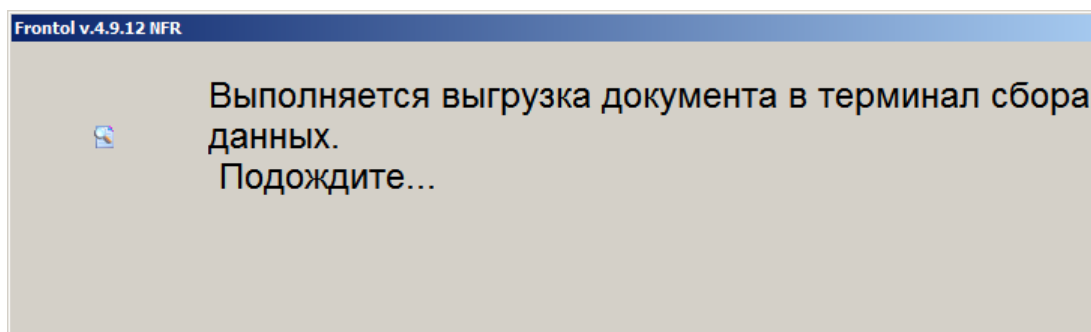 Frontol v.4.9.12 NFR
Выполняется выгрузка документа в терминал сбора
данных.
Подождите...